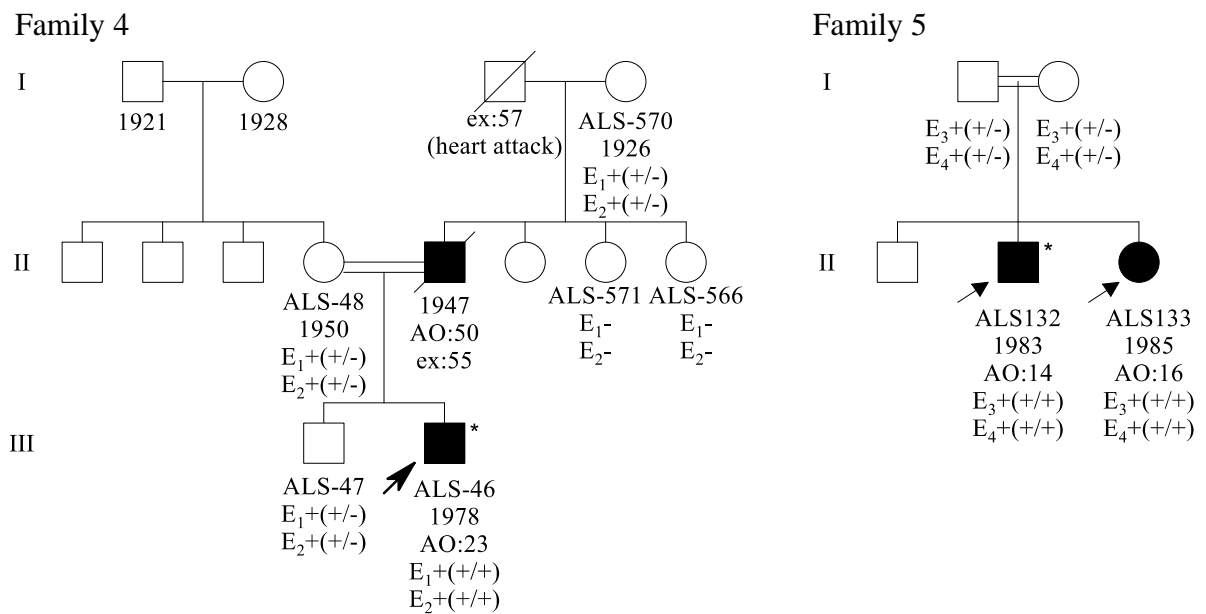 Family 4
I
1921
1928
ex:57
(heart attack)
ALS-570
1926
E₁+(+/-)
E₂+(+/-)
II
ALS-48
1950
E₁+(+/-)
E₂+(+/-)
1947
AO:50
ex:55
ALS-571
E₁-
E₂-
ALS-566
E₁-
E₂-
III
ALS-47
E₁+(+/-)
E₂+(+/-)
*
ALS-46
1978
AO:23
E₁+(+/+)
E₂+(+/+)
Family 5
I
E₃+(+/-)
E₄+(+/-)
E₃+(+/-)
E₄+(+/-)
II
*
ALS132
1983
AO:14
E₃+(+/+)
E₄+(+/+)
ALS133
1985
AO:16
E₃+(+/+)
E₄+(+/+)